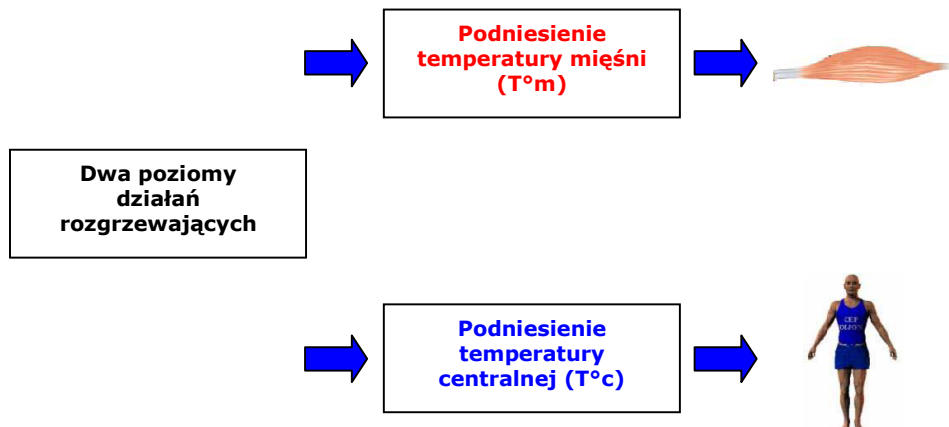 Podniesienie
temperatury mięśni
(T°m)
Dwa poziomy
działań
rozgrzewających
Podniesienie
temperatury
centralnej (T°c)